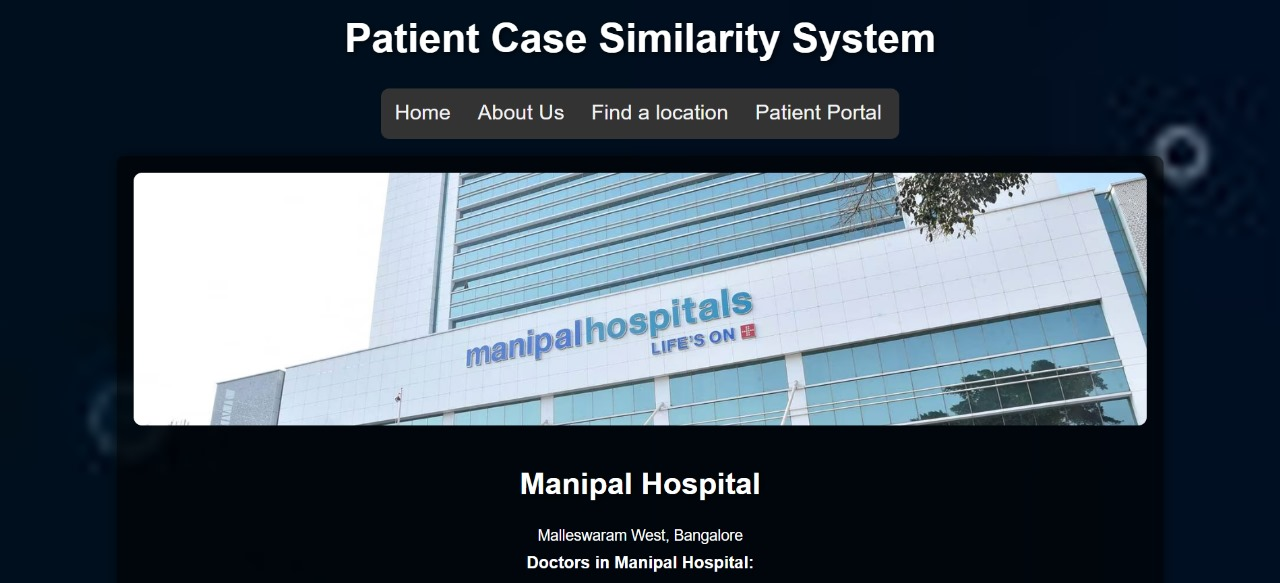 Patient Case Similarity System
Home About Us Find a location Patient Portal
manipalhospitals
LIFE'S ON
Manipal Hospital
Malleswaram West, Bangalore
Doctors in Manipal Hospital: